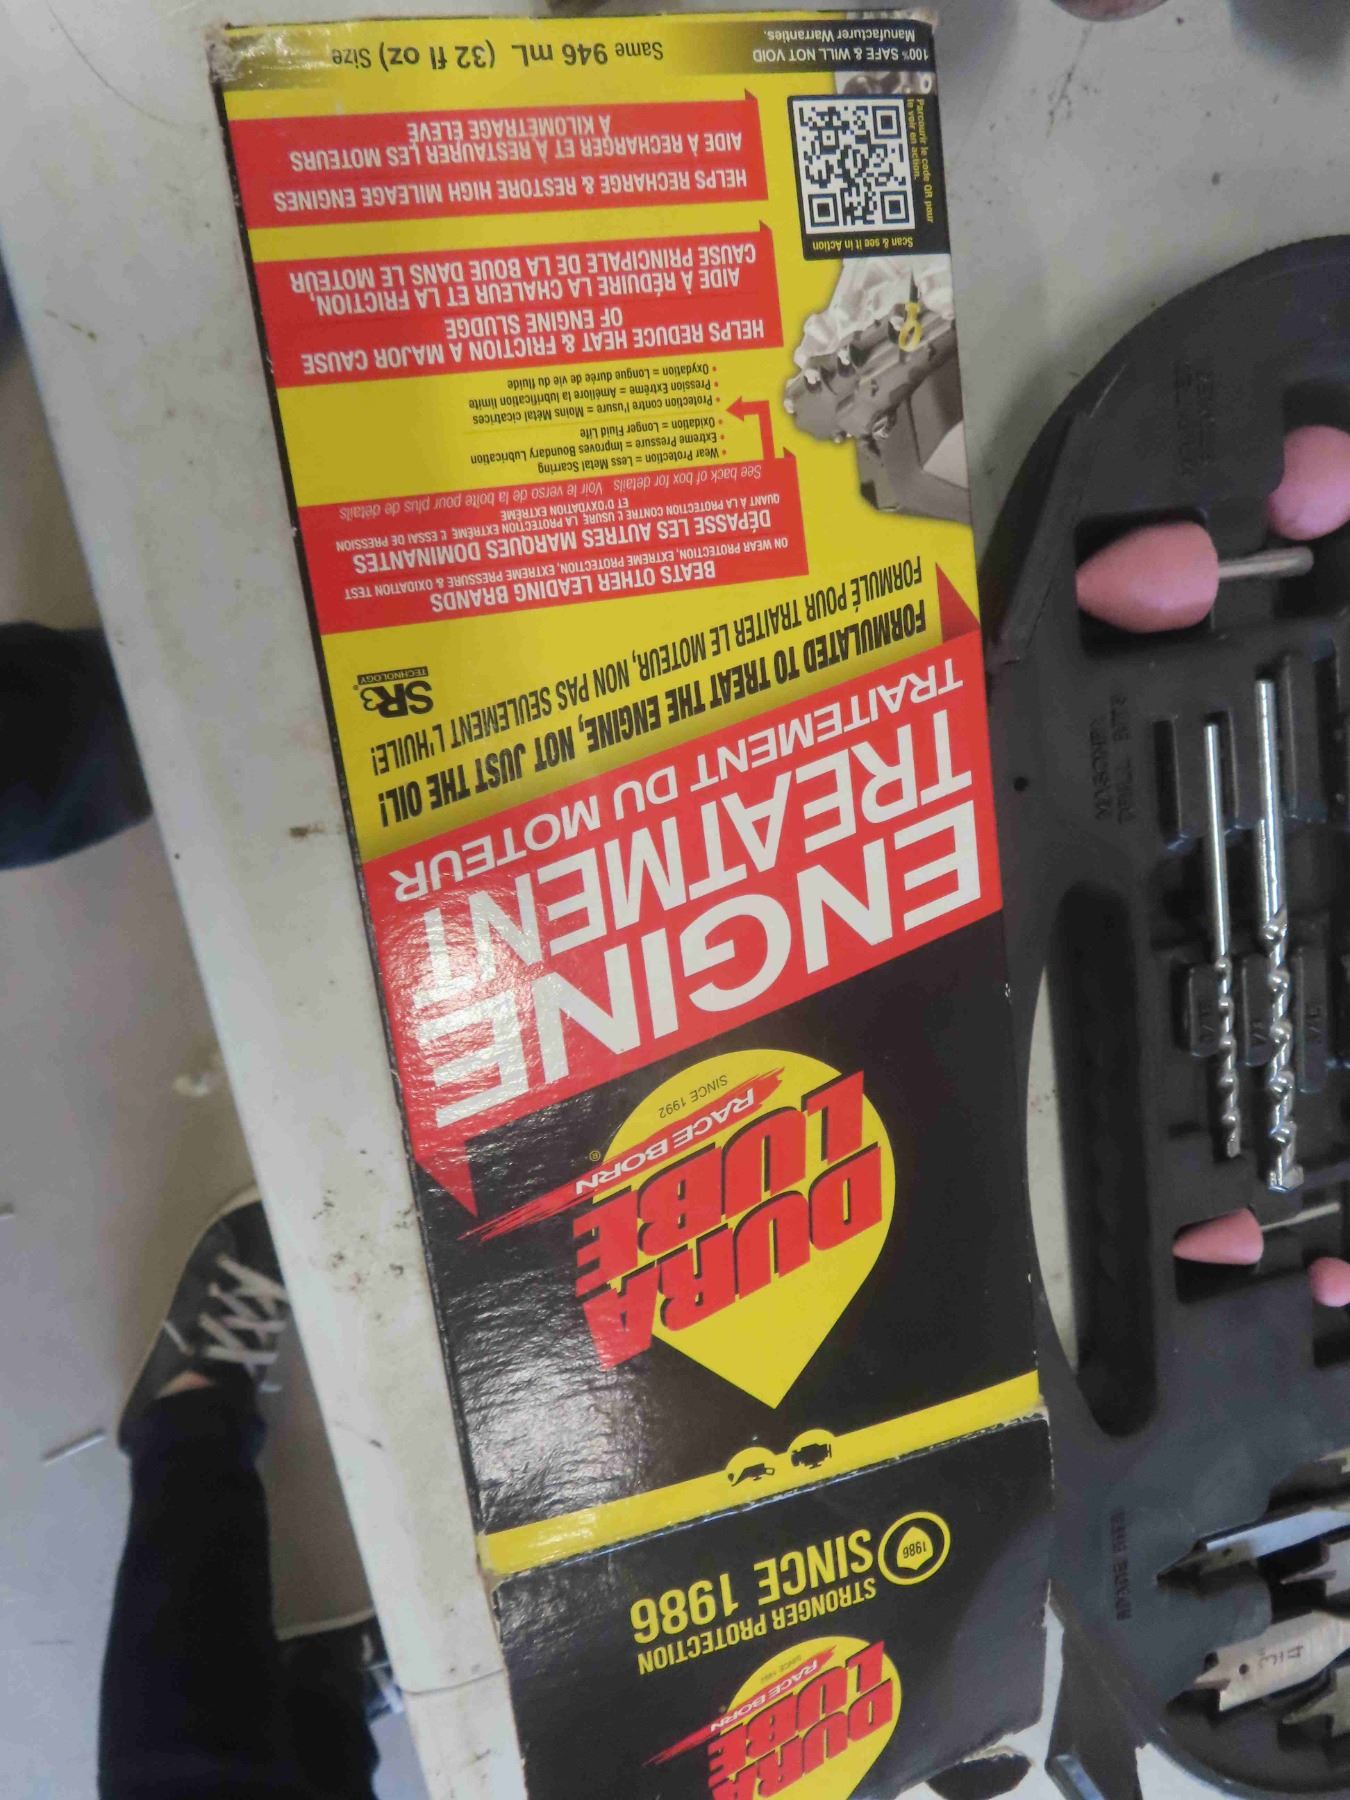 DURA
LUBE
RACE BORN
STRONGER PROTECTION
SINCE 1986
1986
DURA
LUBE
®
RACE BORN
SINCE 1992
ENGINE
TREATMENT
TRAITEMENT DU MOTEUR
FORMULATED TO TREAT THE ENGINE, NOT JUST THE OIL!
FORMULÉ POUR TRAITER LE MOTEUR, NON PAS SEULEMENT L'HUILE!
SR3
TECHNOLOGY
BEATS OTHER LEADING BRANDS
ON WEAR PROTECTION, EXTREME PRESSURE & OXIDATION TEST
DÉPASSE LES AUTRES MARQUES DOMINANTES
QUANT À LA PROTECTION CONTRE L'USURE
ET D'OXYDATION EXTRÊME
See back of box for details Voir le verso de la boîte pour plus de détails
• Wear Protection = Less Metal Scarring
• Extreme Pressure = Improves Boundary Lubrication
• Oxidation = Longer Fluid Life
• Protection contre l'usure = Moins Métal cicatrices
• Pression Extrême = Améliore la lubrification limite
• Oxydation = Longue durée de vie du fluide
HELPS REDUCE HEAT & FRICTION A MAJOR CAUSE
OF ENGINE SLUDGE
AIDE À RÉDUIRE LA CHALEUR ET LA FRICTION,
CAUSE PRINCIPALE DE LA BOUE DANS LE MOTEUR
HELPS RECHARGE & RESTORE HIGH MILEAGE ENGINES
AIDE À RECHARGER ET À RESTAURER LES MOTEURS
À KILOMÉTRAGE ÉLEVÉ
Scan & see it in Action
Parcourir le code QR pour
le voir en action.
100% SAFE & WILL NOT VOID
Manufacturer Warranties.
Same 946 mL (32 fl oz) Size